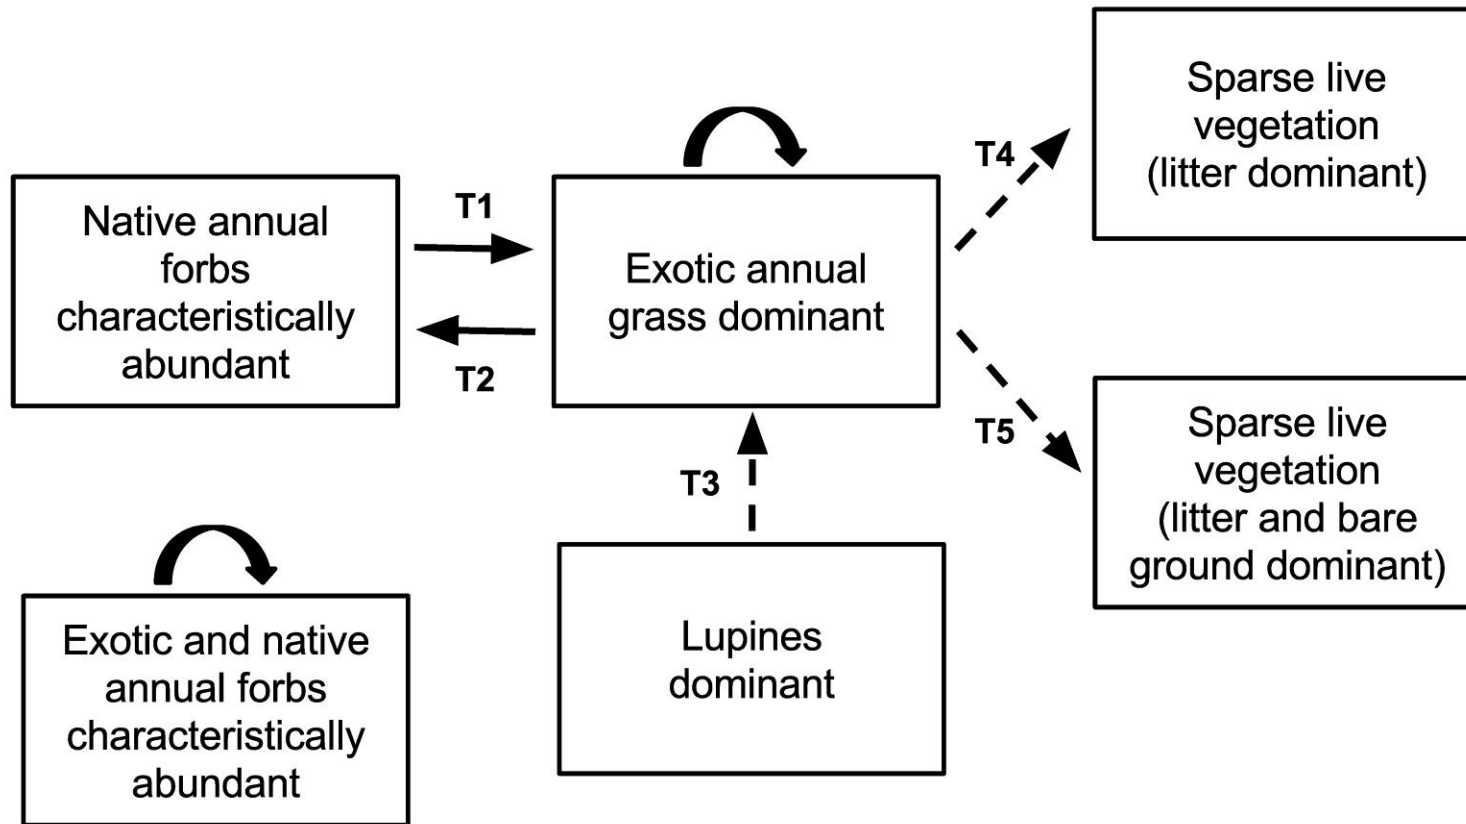 Native annual
forbs
characteristically
abundant
T1
T2
Exotic annual
grass dominant
T4
Sparse live
vegetation
(litter dominant)
T5
Sparse live
vegetation
(litter and bare
ground dominant)
T3
Exotic and native
annual forbs
characteristically
abundant
Lupines
dominant